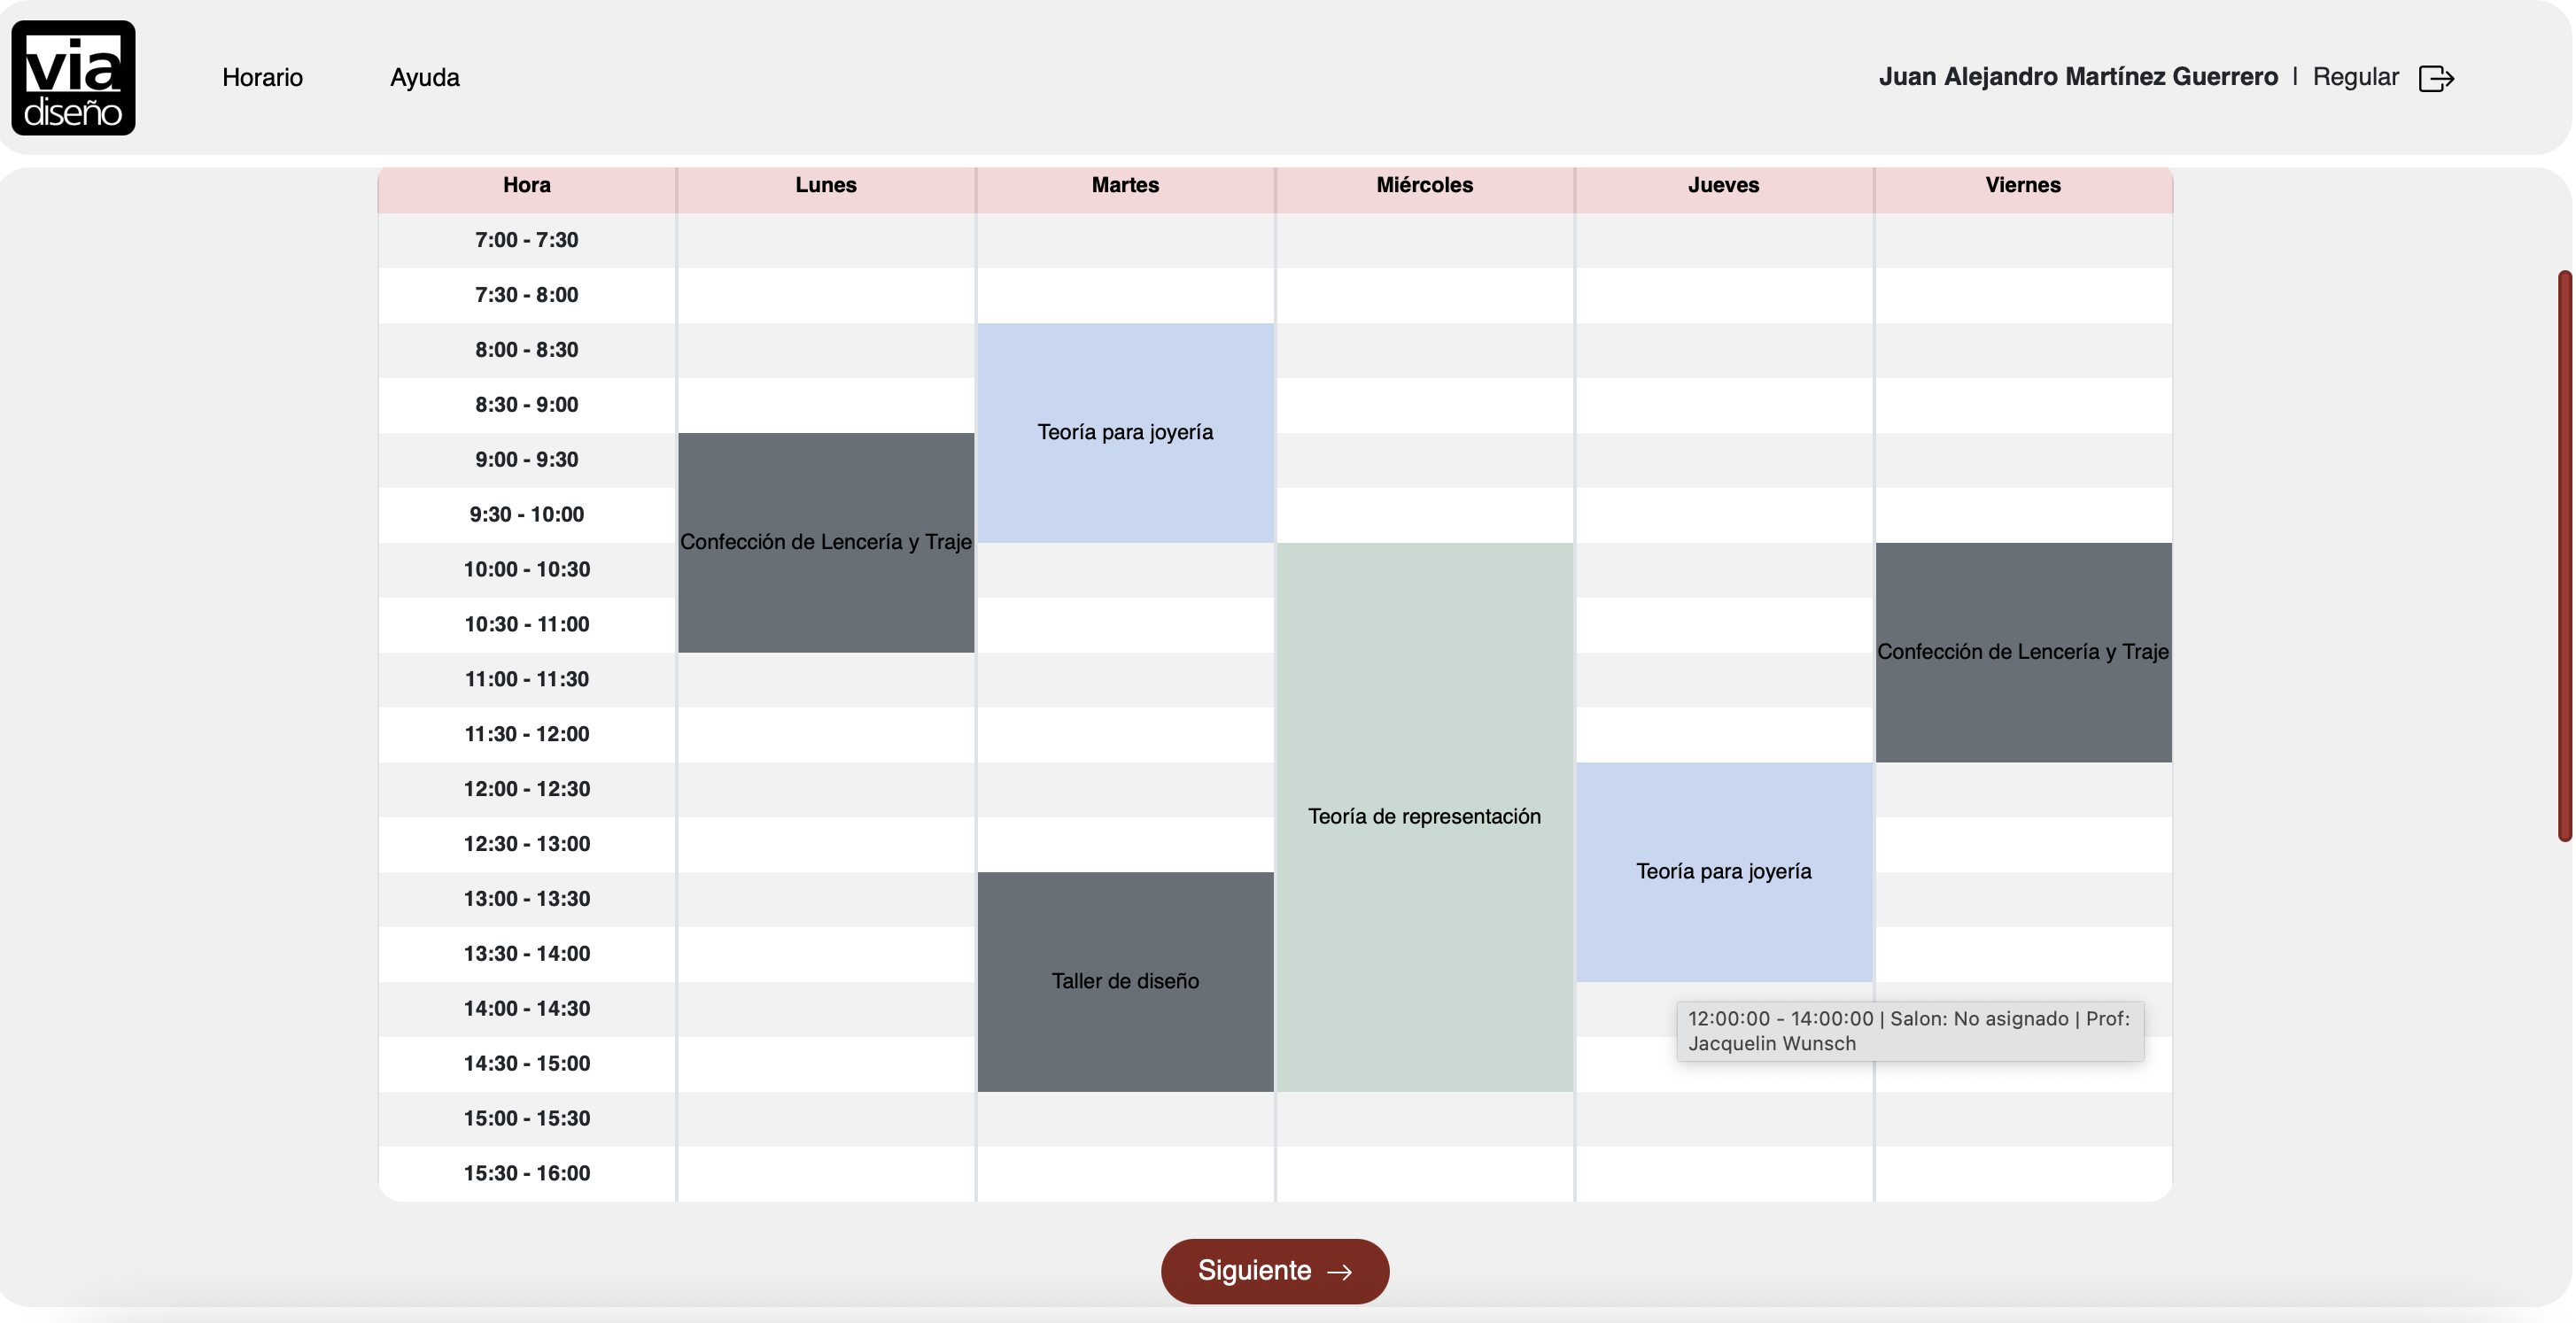 via
diseño
Horario
Ayuda
Juan Alejandro Martínez Guerrero | Regular
Hora Lunes Martes Miércoles Jueves Viernes
7:00 - 7:30
7:30 - 8:00
8:00 - 8:30
8:30 - 9:00
Teoría para joyería
9:00 - 9:30
9:30 - 10:00
Confección de Lencería y Traje
10:00 - 10:30
10:30 - 11:00
Confección de Lencería y Traje
11:00 - 11:30
11:30 - 12:00
12:00 - 12:30
Teoría de representación
12:30 - 13:00
Teoría para joyería
13:00 - 13:30
13:30 - 14:00
Taller de diseño
14:00 - 14:30
12:00:00 - 14:00:00 | Salon: No asignado | Prof:
Jacquelin Wunsch
14:30 - 15:00
15:00 - 15:30
15:30 - 16:00
Siguiente →